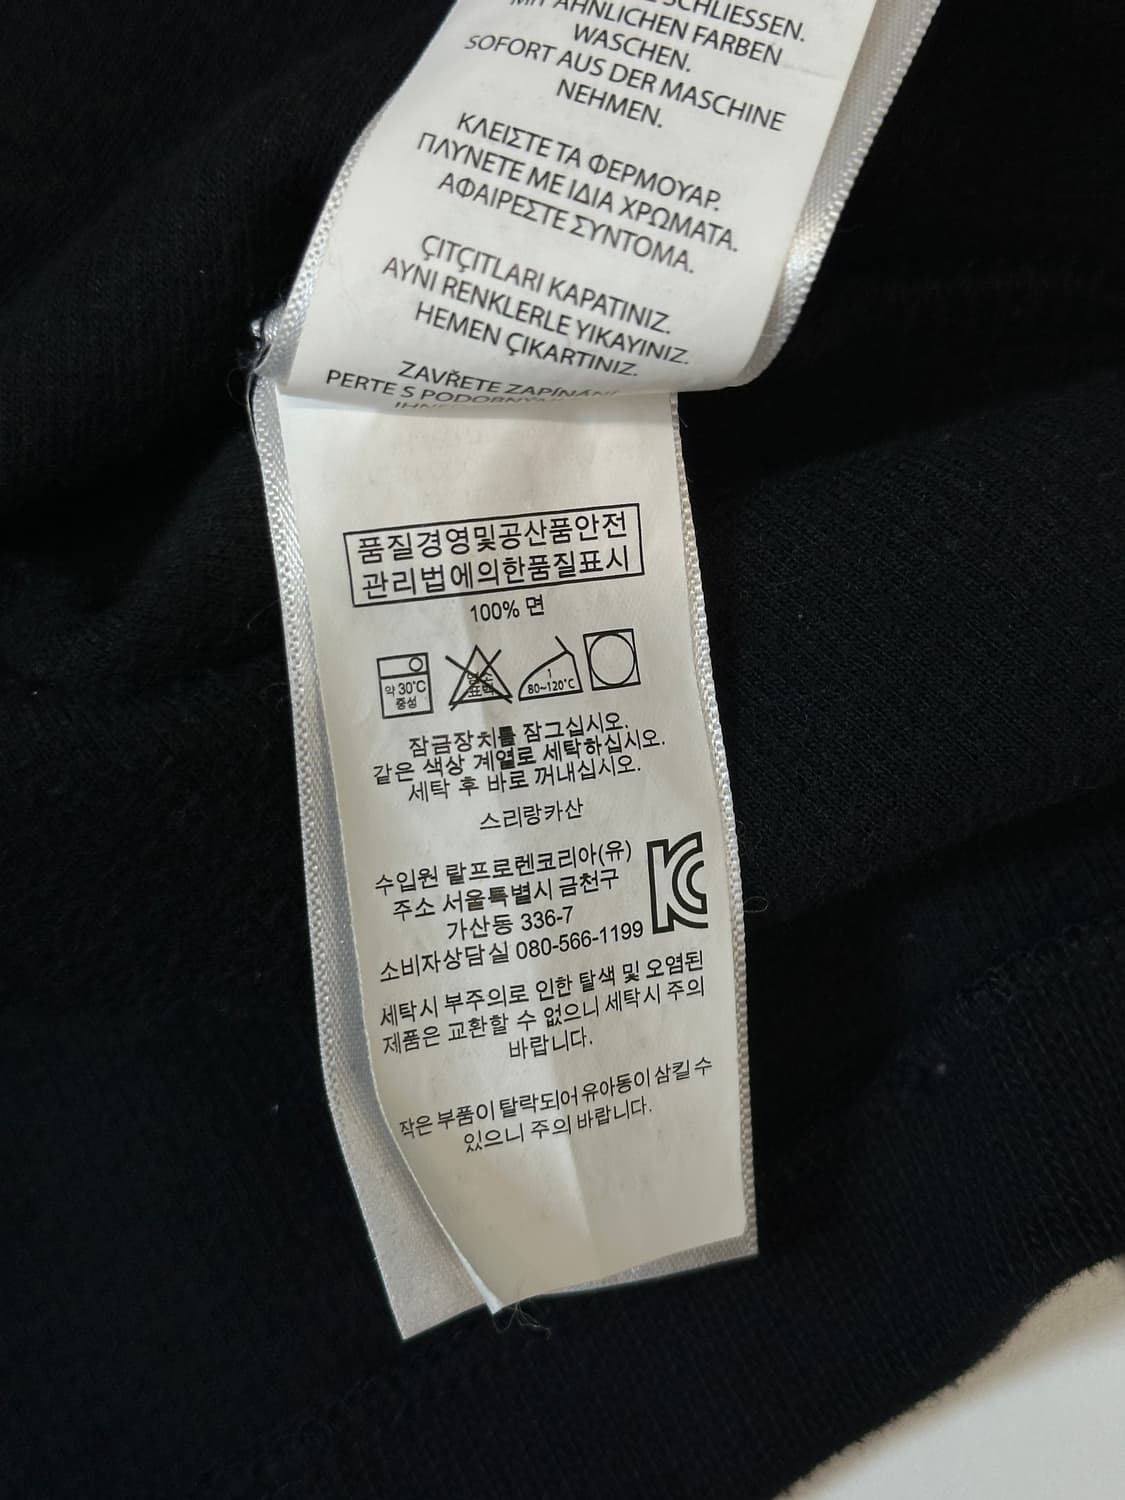 SCHLIESSEN.
MIT ÄHNLICHEN FARBEN
WASCHEN.
SOFORT AUS DER MASCHINE
NEHMEN.
ΚΛΕΙΣΤΕ ΤΑ ΦΕΡΜΟΥΑΡ.
ΠΛΥΝΕΤΕ ΜΕ ΙΔΙΑ ΧΡΩΜΑΤΑ.
ΑΦΑΙΡΕΣΤΕ ΣΥΝΤΟΜΑ.
ÇITÇITLARI KAPATINIZ.
AYNI RENKLERLE YIKAYINIZ.
HEMEN ÇIKARTINIZ.
ZAVŘETE ZAPÍNÁNÍ
PERTE S PODOBNÝM
품질경영및공산품안전
관리법에의한품질표시
100% 면
약 30°C
중성
염소
표백
1
80~120°C
잠금장치를 잠그십시오.
같은 색상 계열로 세탁하십시오.
세탁 후 바로 꺼내십시오.
스리랑카산
수입원 랄프로렌코리아(유)
주소 서울특별시 금천구
가산동 336-7
소비자상담실 080-566-1199
KC
세탁시 부주의로 인한 탈색 및 오염된
제품은 교환할 수 없으니 세탁시 주의
바랍니다.
작은 부품이 탈락되어 유아동이 삼킬 수
있으니 주의 바랍니다.